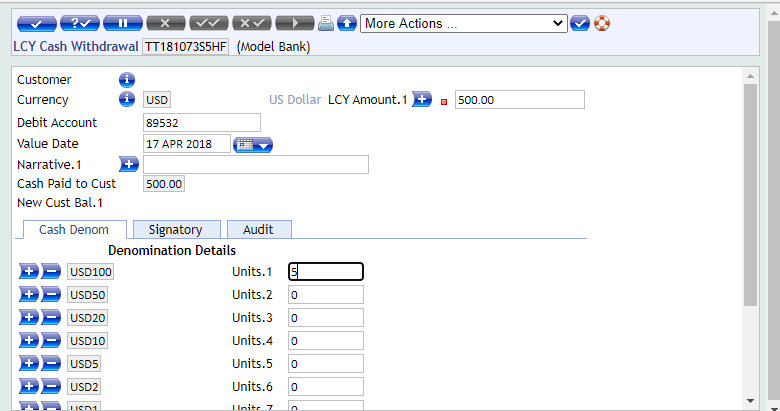 More Actions ...
LCY Cash Withdrawal TT181073S5HF (Model Bank)
Customer
Currency USD US Dollar LCY Amount.1 500.00
Debit Account 89532
Value Date 17 APR 2018
Narrative.1
Cash Paid to Cust 500.00
New Cust Bal.1
Cash Denom Signatory Audit
Denomination Details
USD100 Units.1 5
USD50 Units.2 0
USD20 Units.3 0
USD10 Units.4 0
USD5 Units.5 0
USD2 Units.6 0
USD1 Units.7 0